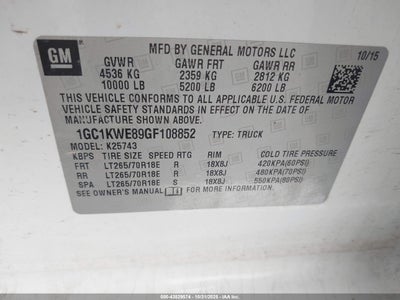 GM
MFD BY GENERAL MOTORS LLC
10/15
GVWR GAWR FRT GAWR RR
4536 KG 2359 KG 2812 KG
10000 LB 5200 LB 6200 LB
THIS VEHICLE CONFORMS TO ALL APPLICABLE U.S. FEDERAL MOTOR
VEHICLE SAFETY STANDARDS IN EFFECT ON THE DATE OF
MANUFACTURE SHOWN ABOVE.
1GC1KWE89GF108852 TYPE: TRUCK
MODEL: K25743
KBPS TIRE SIZE SPEED RTG RIM COLD TIRE PRESSURE
FRT LT265/70R18E R 18X8J 420KPA(60PSI)
RR LT265/70R18E R 18X8J 480KPA(70PSI)
SPA LT265/70R18E S 18X8J 550KPA(80PSI)
SEE OWNER'S MANUAL FOR MORE INFORMATION